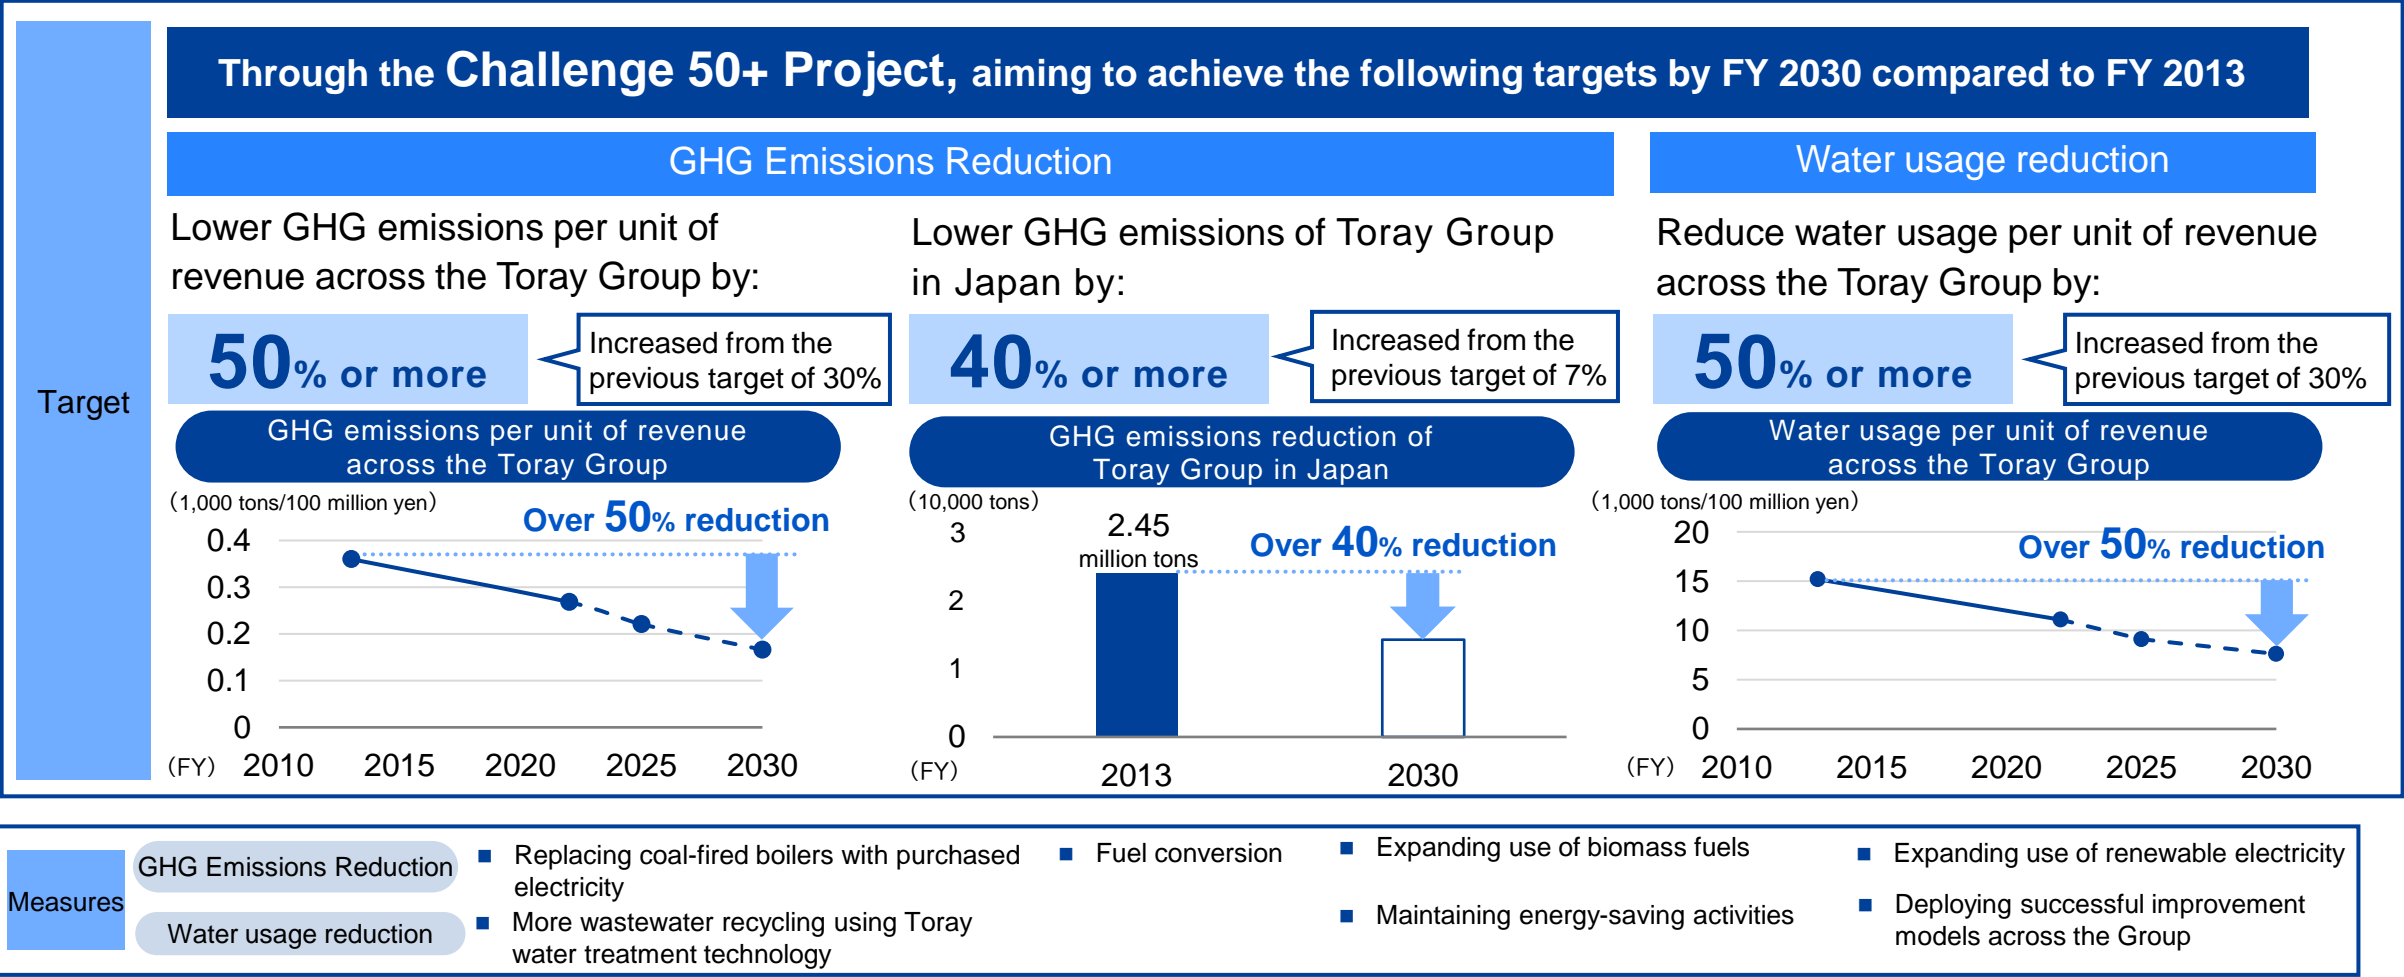 Through the Challenge 50+ Project, aiming to achieve the following targets by FY 2030 compared to FY 2013
Target
GHG Emissions Reduction
Lower GHG emissions per unit of
revenue across the Toray Group by:
50% or more
Increased from the
previous target of 30%
GHG emissions per unit of revenue
across the Toray Group
(1,000 tons/100 million yen)
Over 50% reduction
0.4
0.3
0.2
0.1
0
(FY) 2010 2015 2020 2025 2030
Lower GHG emissions of Toray Group
in Japan by:
40% or more
Increased from the
previous target of 7%
GHG emissions reduction of
Toray Group in Japan
(10,000 tons)
2.45
million tons
Over 40% reduction
3
2
1
0
(FY) 2013 2030
Water usage reduction
Reduce water usage per unit of revenue
across the Toray Group by:
50% or more
Increased from the
previous target of 30%
Water usage per unit of revenue
across the Toray Group
(1,000 tons/100 million yen)
Over 50% reduction
20
15
10
5
0
(FY) 2010 2015 2020 2025 2030
Measures
GHG Emissions Reduction
■ Replacing coal-fired boilers with purchased
electricity
■ Fuel conversion
■ Expanding use of biomass fuels
■ Expanding use of renewable electricity
Water usage reduction
■ More wastewater recycling using Toray
water treatment technology
■ Maintaining energy-saving activities
■ Deploying successful improvement
models across the Group